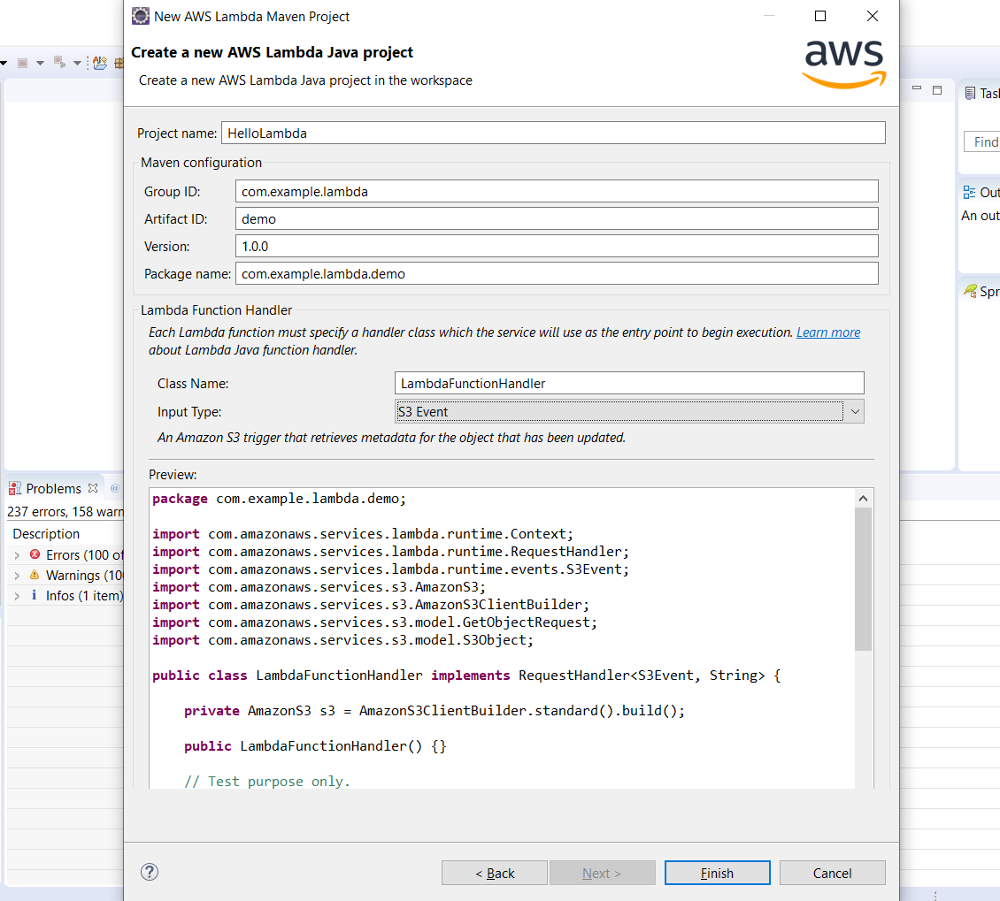 New AWS Lambda Maven Project
Create a new AWS Lambda Java project
Create a new AWS Lambda Java project in the workspace
aws
Project name: HelloLambda
Maven configuration
Group ID: com.example.lambda
Artifact ID: demo
Version: 1.0.0
Package name: com.example.lambda.demo
Lambda Function Handler
Each Lambda function must specify a handler class which the service will use as the entry point to begin execution. Learn more
about Lambda Java function handler.
Class Name: LambdaFunctionHandler
Input Type: S3 Event
An Amazon S3 trigger that retrieves metadata for the object that has been updated.
Preview:
package com.example.lambda.demo;
import com.amazonaws.services.lambda.runtime.Context;
import com.amazonaws.services.lambda.runtime.RequestHandler;
import com.amazonaws.services.lambda.runtime.events.S3Event;
import com.amazonaws.services.s3.AmazonS3;
import com.amazonaws.services.s3.AmazonS3ClientBuilder;
import com.amazonaws.services.s3.model.GetObjectRequest;
import com.amazonaws.services.s3.model.S3Object;
public class LambdaFunctionHandler implements RequestHandler<S3Event, String> {
private AmazonS3 s3 = AmazonS3ClientBuilder.standard().build();
public LambdaFunctionHandler() {}
// Test purpose only.
< Back
Next >
Finish
Cancel
Problems
237 errors, 158 warn
Description
Errors (100 of
Warnings (100
Infos (1 item)
Task
Find
Out
An out
Spr